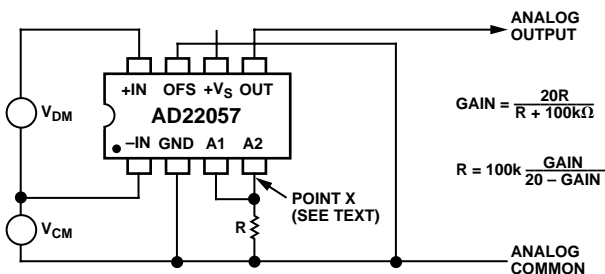 ANALOG
OUTPUT
+IN OFS +VS OUT
AD22057
–IN GND A1 A2
VDM
VCM
POINT X
(SEE TEXT)
R
GAIN = 20R / R + 100kΩ
R = 100k GAIN / 20 – GAIN
ANALOG
COMMON